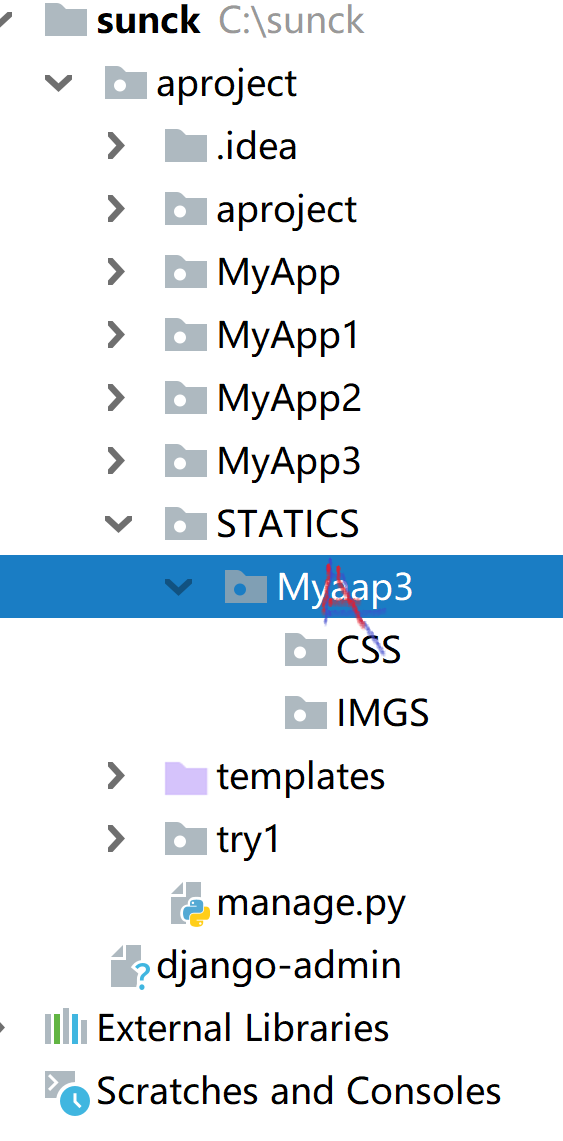 sunck C:\sunck
aproject
.idea
aproject
MyApp
MyApp1
MyApp2
MyApp3
STATICS
Myaap3
CSS
IMGS
templates
try1
manage.py
django-admin
External Libraries
Scratches and Consoles